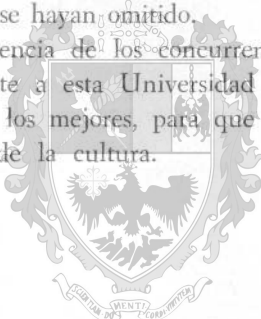 se hayan omitido.
encia de los concurren
te a esta Universidad
los mejores, para que
de la cultura.
MENTI